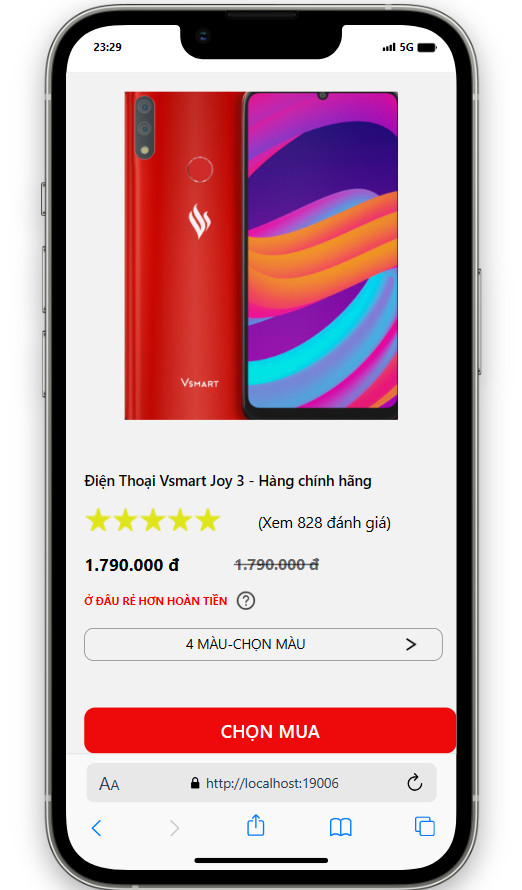 23:29
5G
VSMART
Điện Thoại Vsmart Joy 3 - Hàng chính hãng
(Xem 828 đánh giá)
1.790.000 đ 1.790.000 đ
Ở ĐÂU RẺ HƠN HOÀN TIỀN ?
4 MÀU-CHỌN MÀU
CHỌN MUA
AA http://localhost:19006